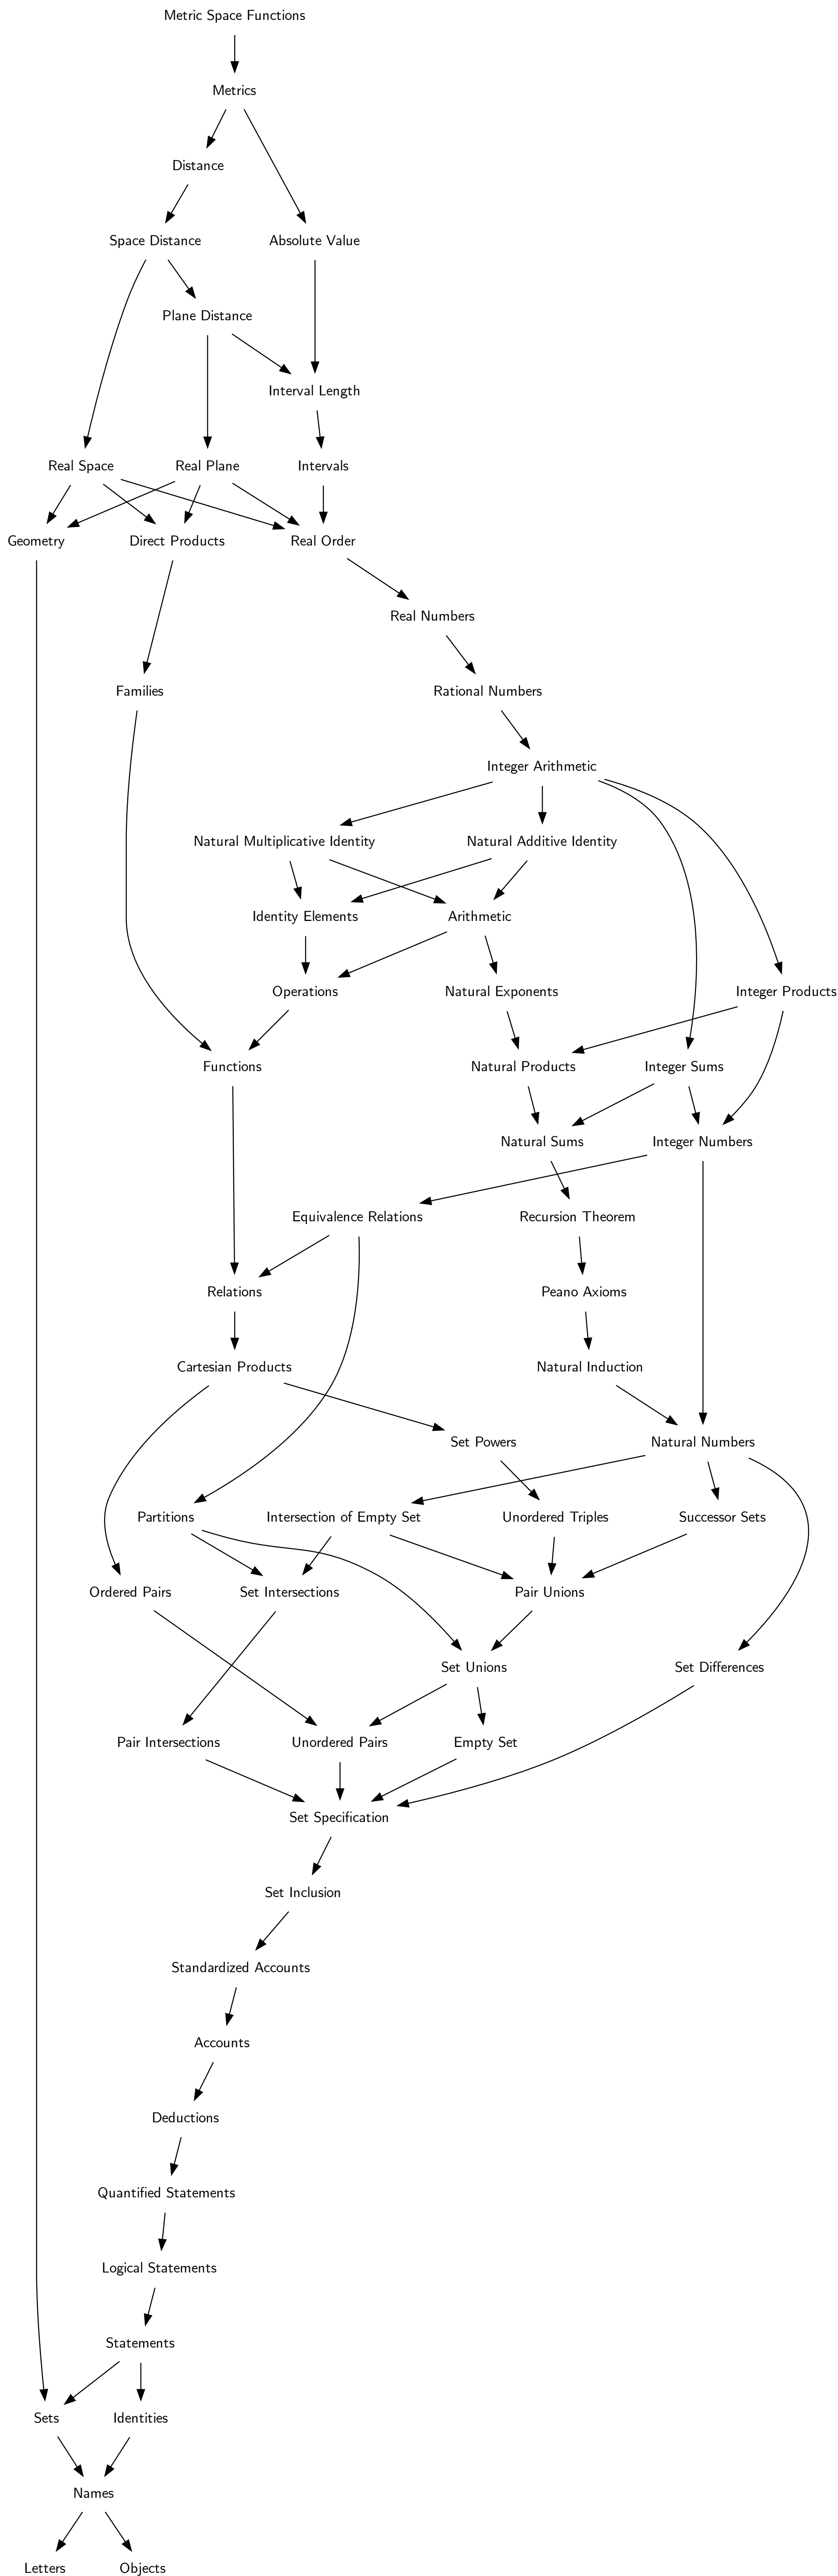 Metric Space Functions
Metrics
Distance
Space Distance
Absolute Value
Plane Distance
Interval Length
Real Space
Real Plane
Intervals
Geometry
Direct Products
Real Order
Real Numbers
Families
Rational Numbers
Integer Arithmetic
Natural Multiplicative Identity
Natural Additive Identity
Identity Elements
Arithmetic
Operations
Natural Exponents
Integer Products
Functions
Natural Products
Integer Sums
Natural Sums
Integer Numbers
Equivalence Relations
Recursion Theorem
Relations
Peano Axioms
Cartesian Products
Natural Induction
Set Powers
Natural Numbers
Partitions
Intersection of Empty Set
Unordered Triples
Successor Sets
Ordered Pairs
Set Intersections
Pair Unions
Set Unions
Set Differences
Pair Intersections
Unordered Pairs
Empty Set
Set Specification
Set Inclusion
Standardized Accounts
Accounts
Deductions
Quantified Statements
Logical Statements
Statements
Sets
Identities
Names
Letters
Objects